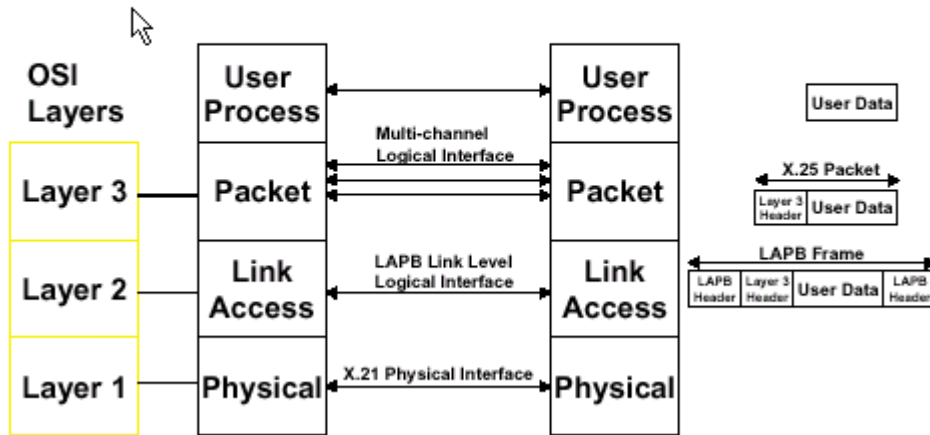 OSI
Layers
Layer 3
Layer 2
Layer 1
User
Process
Packet
Link
Access
Physical
Multi-channel
Logical Interface
LAPB Link Level
Logical Interface
X.21 Physical Interface
User
Process
Packet
Link
Access
Physical
User Data
X.25 Packet
Layer 3
Header
User Data
LAPB Frame
LAPB
Header
Layer 3
Header
User Data
LAPB
Header